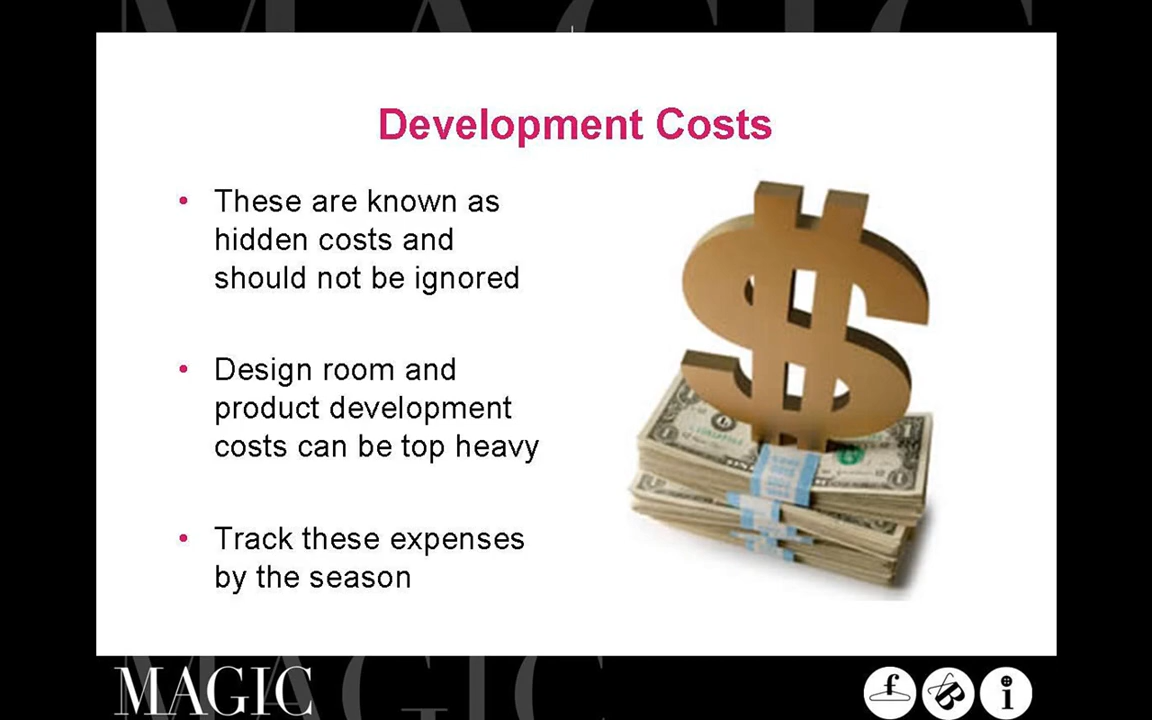 Development Costs
• These are known as
hidden costs and
should not be ignored
• Design room and
product development
costs can be top heavy
• Track these expenses
by the season
MAGIC